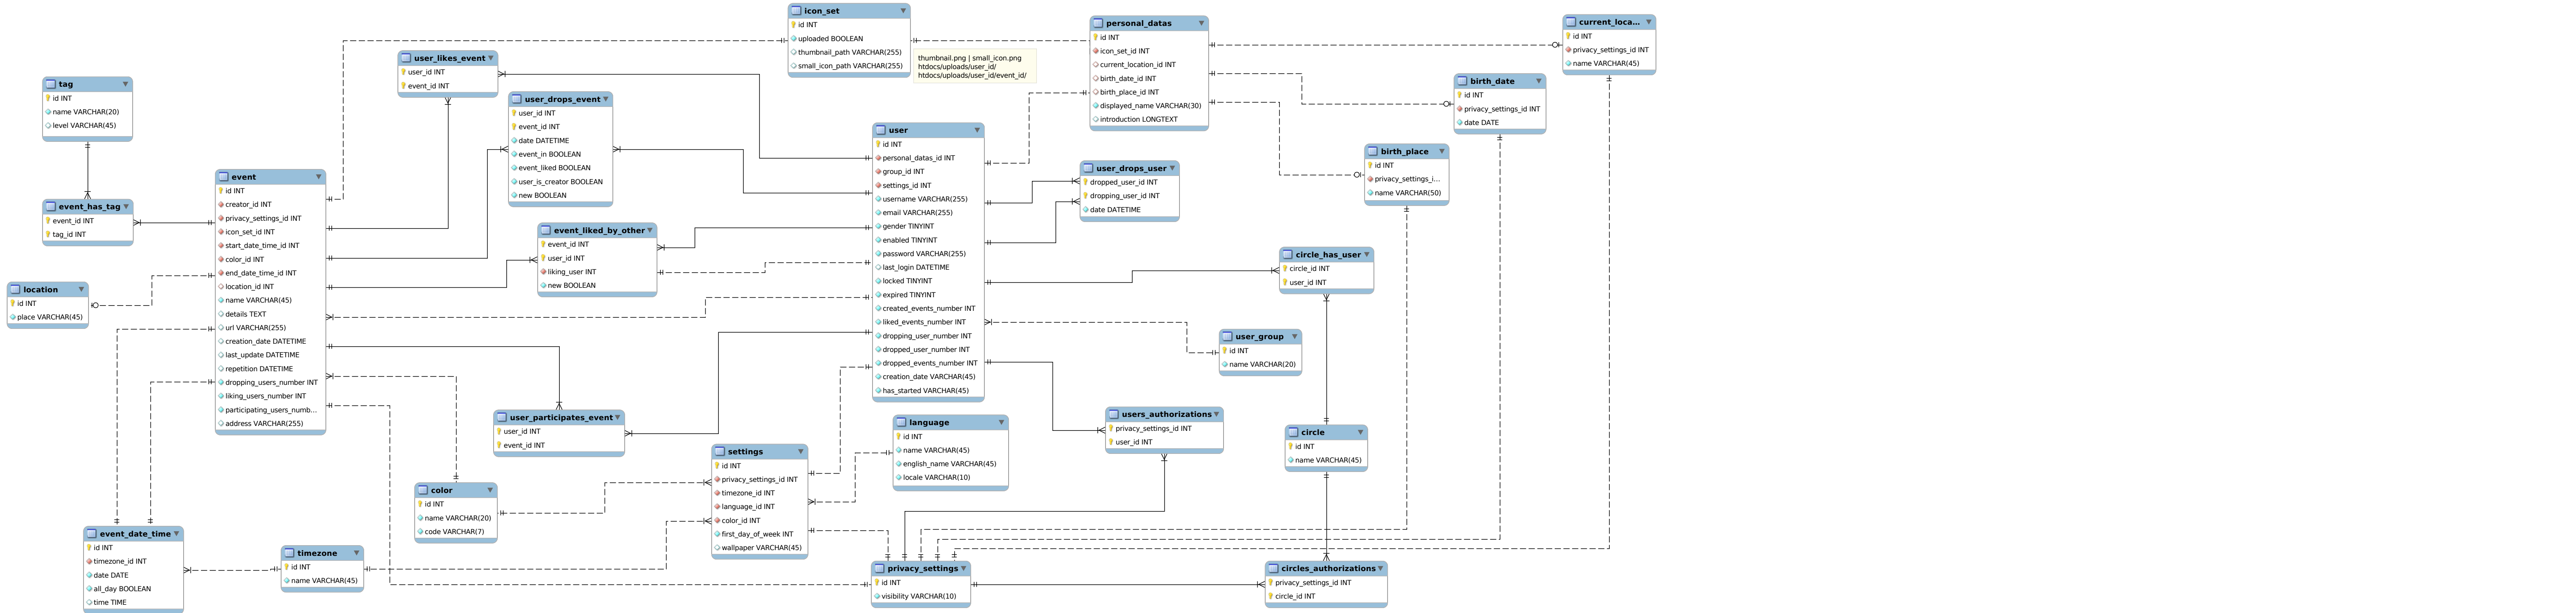 icon_set
id INT
uploaded BOOLEAN
thumbnail_path VARCHAR(255)
small_icon_path VARCHAR(255)
thumbnail.png | small_icon.png
htdocs/uploads/user_id/
htdocs/uploads/user_id/event_id/
personal_datas
id INT
icon_set_id INT
current_location_id INT
birth_date_id INT
birth_place_id INT
displayed_name VARCHAR(30)
introduction LONGTEXT
current_loca...
id INT
privacy_settings_id INT
name VARCHAR(45)
user_likes_event
user_id INT
event_id INT
tag
id INT
name VARCHAR(20)
level VARCHAR(45)
user_drops_event
user_id INT
event_id INT
date DATETIME
event_in BOOLEAN
event_liked BOOLEAN
user_is_creator BOOLEAN
new BOOLEAN
birth_date
id INT
privacy_settings_id INT
date DATE
user
id INT
personal_datas_id INT
group_id INT
settings_id INT
username VARCHAR(255)
email VARCHAR(255)
gender TINYINT
enabled TINYINT
password VARCHAR(255)
last_login DATETIME
locked TINYINT
expired TINYINT
created_events_number INT
liked_events_number INT
dropping_user_number INT
dropped_user_number INT
dropped_events_number INT
creation_date VARCHAR(45)
has_started VARCHAR(45)
birth_place
id INT
privacy_settings_i...
name VARCHAR(50)
user_drops_user
dropped_user_id INT
dropping_user_id INT
date DATETIME
event
id INT
creator_id INT
privacy_settings_id INT
icon_set_id INT
start_date_time_id INT
color_id INT
end_date_time_id INT
location_id INT
name VARCHAR(45)
details TEXT
url VARCHAR(255)
creation_date DATETIME
last_update DATETIME
repetition DATETIME
dropping_users_number INT
liking_users_number INT
participating_users_numb...
address VARCHAR(255)
event_has_tag
event_id INT
tag_id INT
event_liked_by_other
event_id INT
user_id INT
liking_user INT
new BOOLEAN
circle_has_user
circle_id INT
user_id INT
location
id INT
place VARCHAR(45)
user_group
id INT
name VARCHAR(20)
user_participates_event
user_id INT
event_id INT
language
id INT
name VARCHAR(45)
english_name VARCHAR(45)
locale VARCHAR(10)
users_authorizations
privacy_settings_id INT
user_id INT
circle
id INT
name VARCHAR(45)
settings
id INT
privacy_settings_id INT
timezone_id INT
language_id INT
color_id INT
first_day_of_week INT
wallpaper VARCHAR(45)
color
id INT
name VARCHAR(20)
code VARCHAR(7)
event_date_time
id INT
timezone_id INT
date DATE
all_day BOOLEAN
time TIME
timezone
id INT
name VARCHAR(45)
privacy_settings
id INT
visibility VARCHAR(10)
circles_authorizations
privacy_settings_id INT
circle_id INT